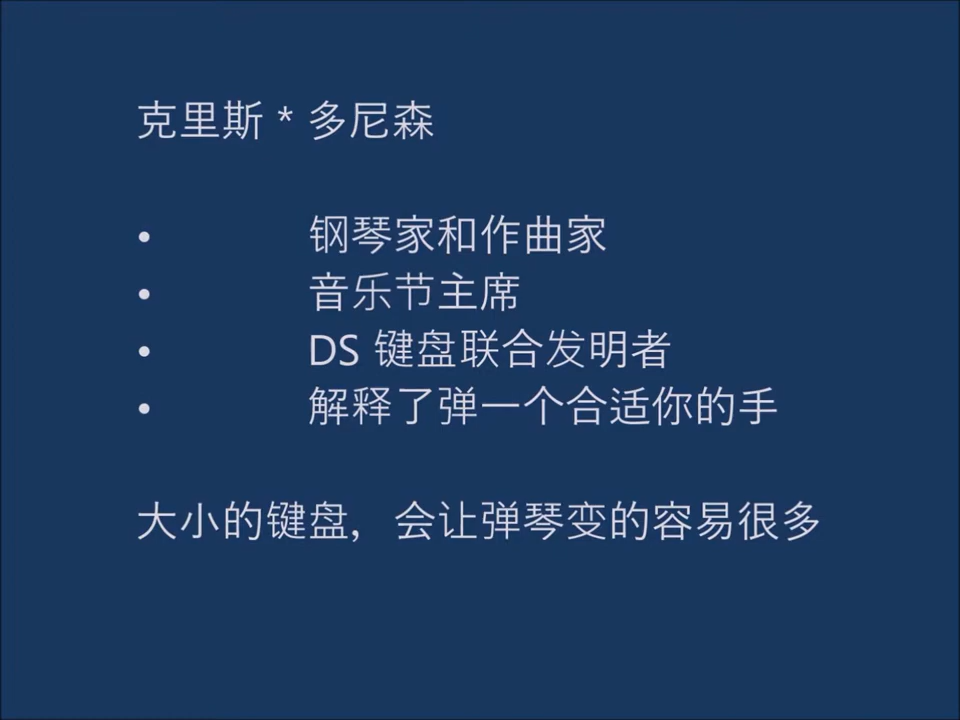 克里斯 * 多尼森
• 钢琴家和作曲家
• 音乐节主席
• DS 键盘联合发明者
• 解释了弹一个合适你的手
大小的键盘，会让弹琴变的容易很多